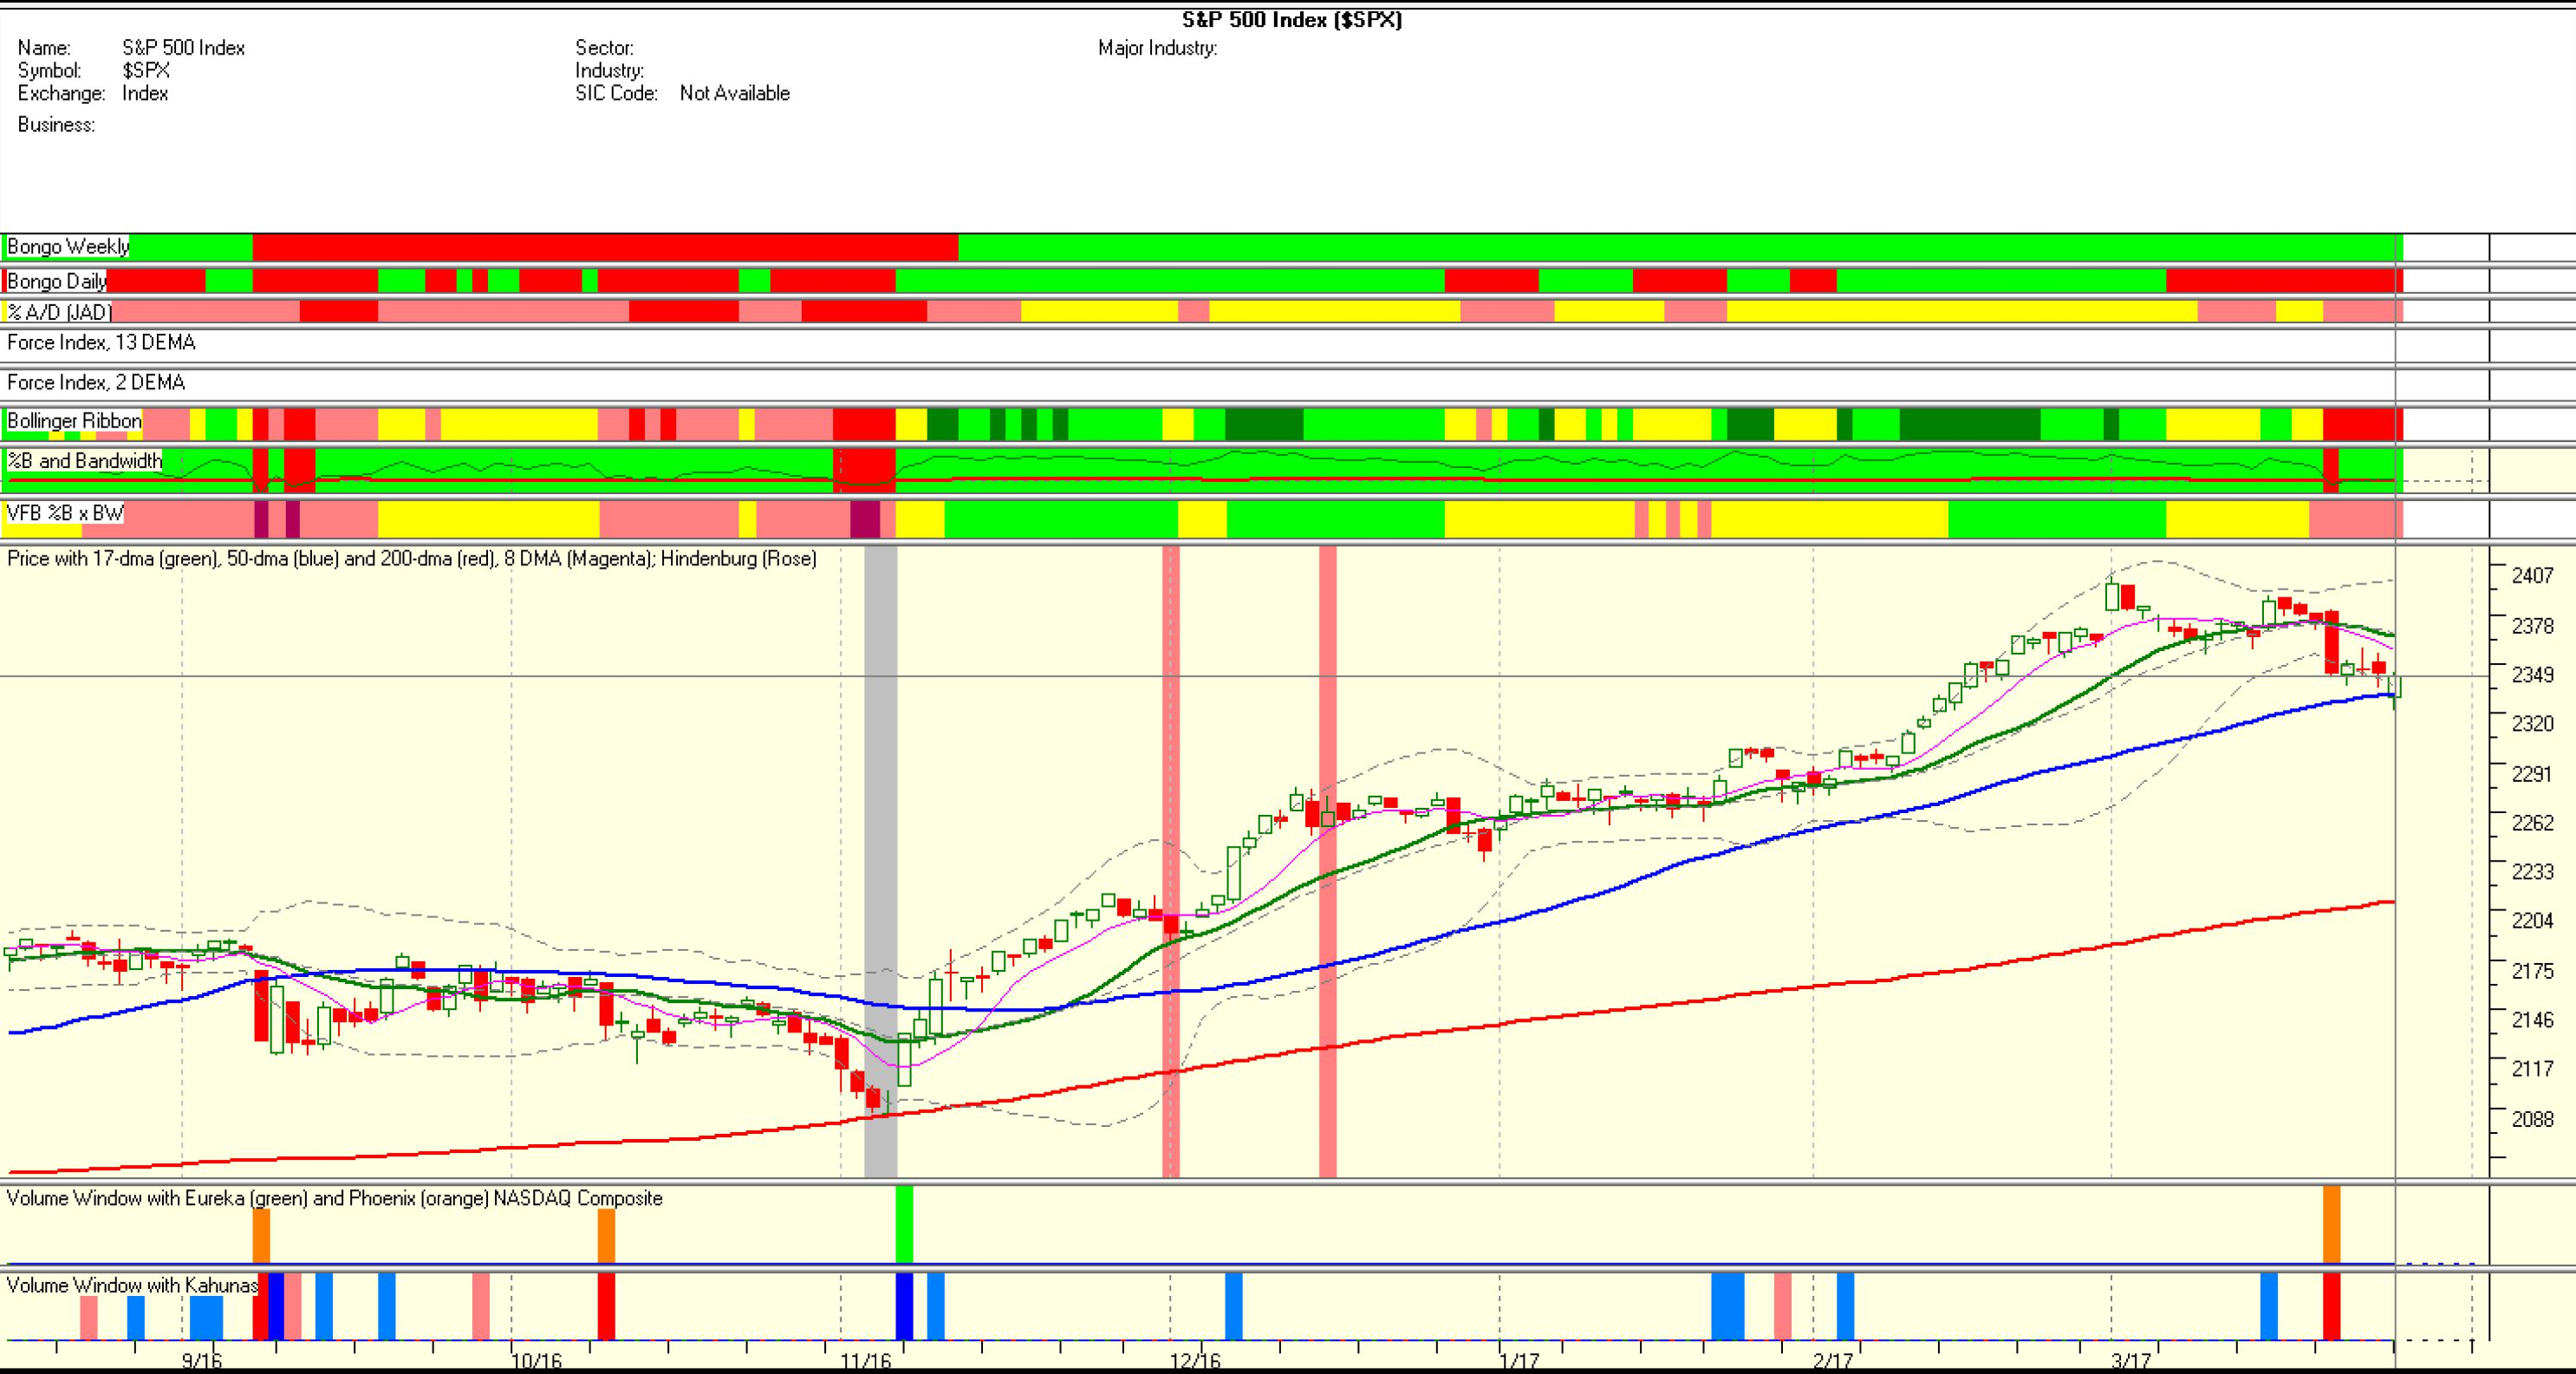 S&P 500 Index ($SPX)
Name: S&P 500 Index Sector: Major Industry:
Symbol: $SPX Industry:
Exchange: Index SIC Code: Not Available
Business:
Bongo Weekly
Bongo Daily
% A/D (JAD)
Force Index, 13 DEMA
Force Index, 2 DEMA
Bollinger Ribbon
%B and Bandwidth
VFB %B x BW
Price with 17-dma (green), 50-dma (blue) and 200-dma (red), 8 DMA (Magenta); Hindenburg (Rose)
2407
2378
2349
2320
2291
2262
2233
2204
2175
2146
2117
2088
Volume Window with Eureka (green) and Phoenix (orange) NASDAQ Composite
Volume Window with Kahunas
9/16 10/16 11/16 12/16 1/17 2/17 3/17